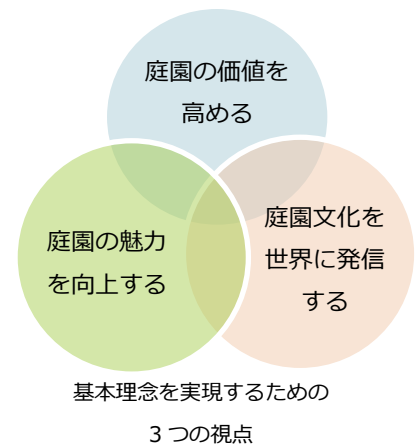 庭園の価値を
高める
庭園の魅力
を向上する
庭園文化を
世界に発信
する
基本理念を実現するための
3 つの視点